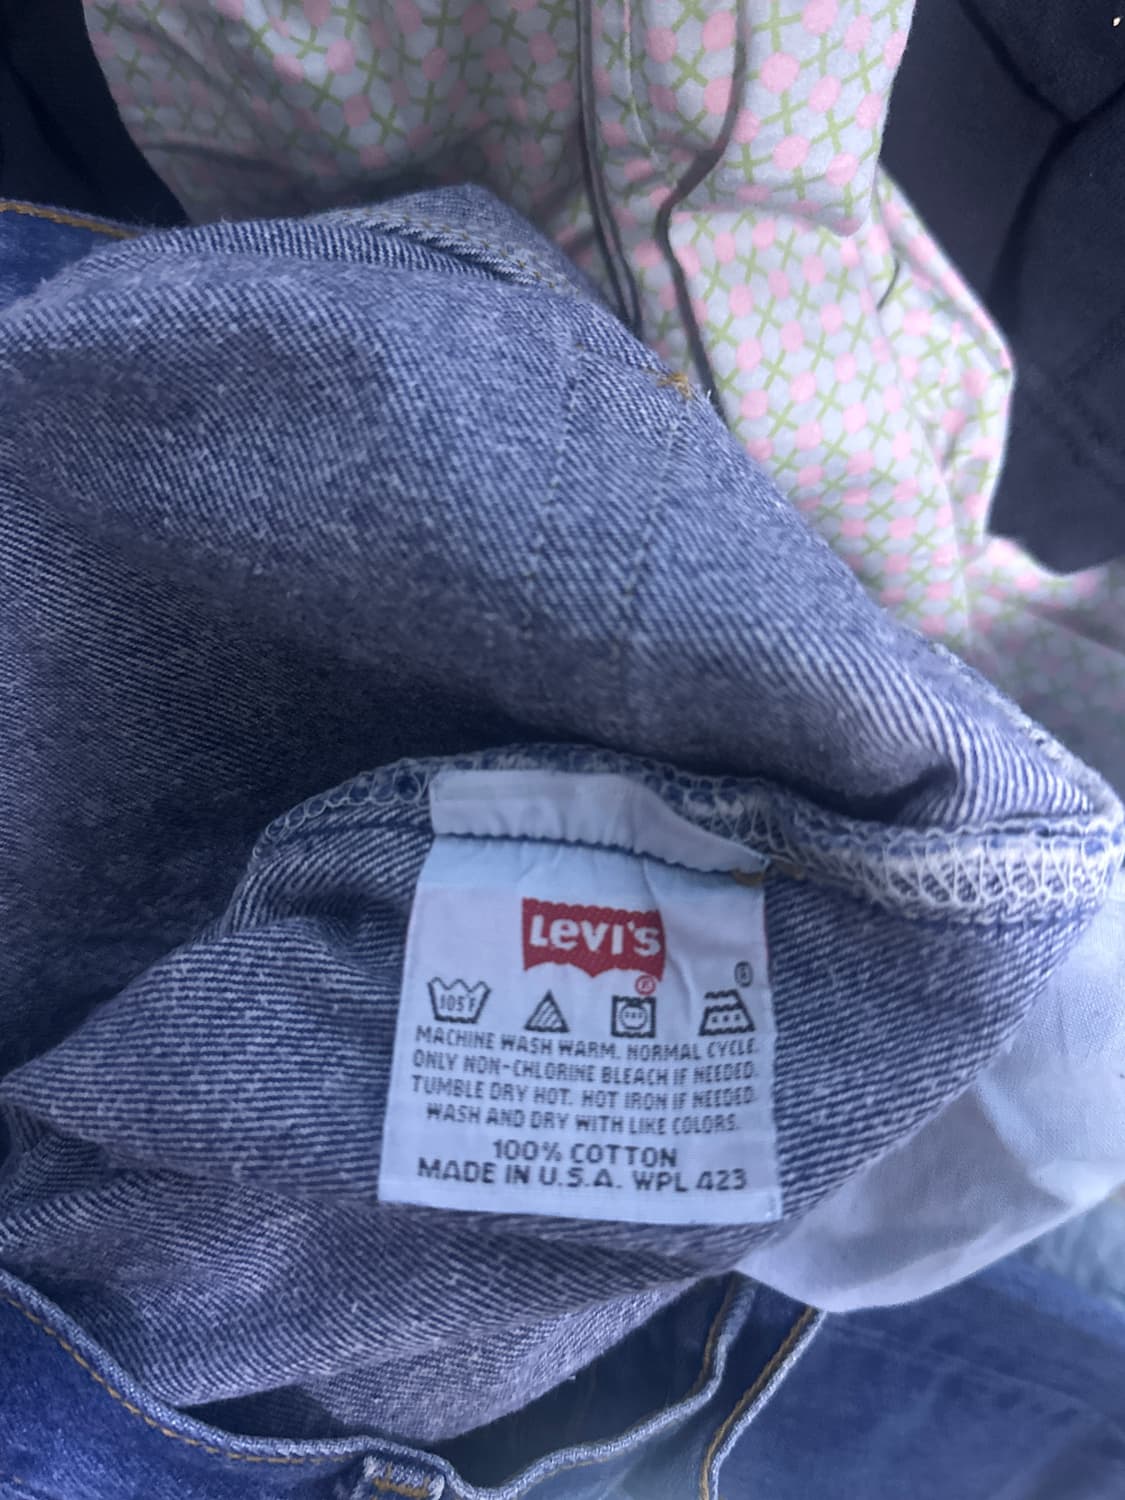 Levi's
®
105°F
MACHINE WASH WARM. NORMAL CYCLE.
ONLY NON-CHLORINE BLEACH IF NEEDED.
TUMBLE DRY HOT. HOT IRON IF NEEDED.
WASH AND DRY WITH LIKE COLORS.
100% COTTON
MADE IN U.S.A. WPL 423